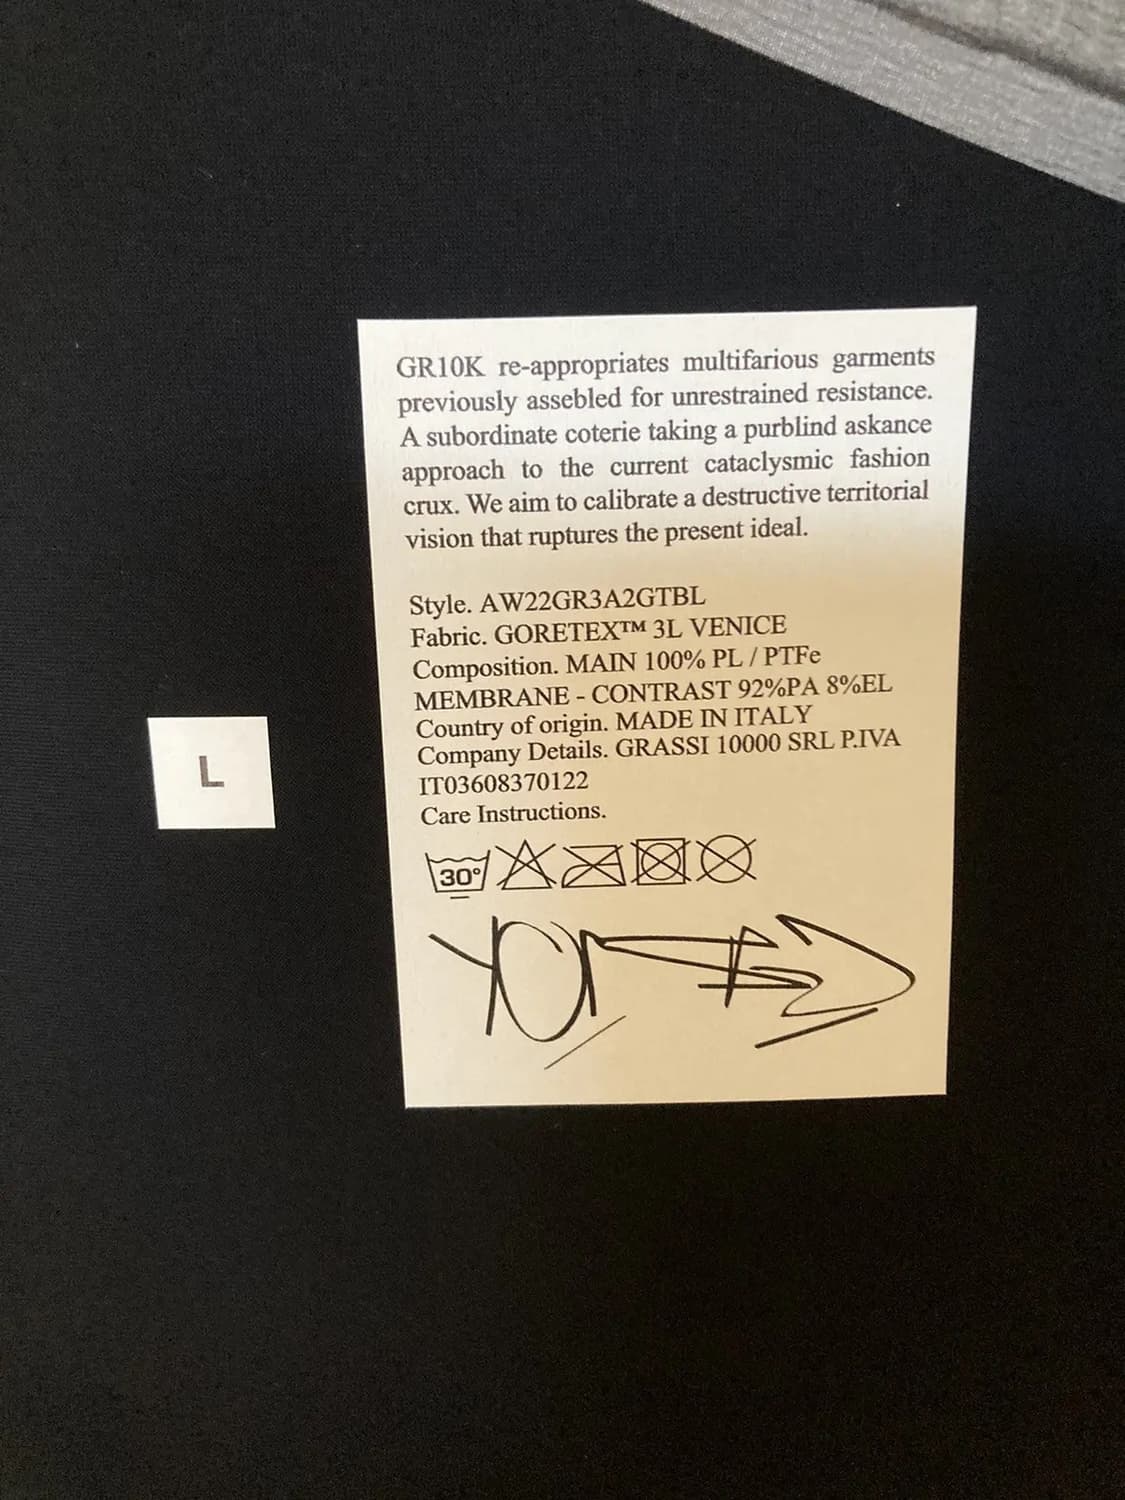 GR10K re-appropriates multifarious garments
previously assebled for unrestrained resistance.
A subordinate coterie taking a purblind askance
approach to the current cataclysmic fashion
crux. We aim to calibrate a destructive territorial
vision that ruptures the present ideal.
Style. AW22GR3A2GTBL
Fabric. GORETEX™ 3L VENICE
Composition. MAIN 100% PL / PTFe
MEMBRANE - CONTRAST 92%PA 8%EL
Country of origin. MADE IN ITALY
Company Details. GRASSI 10000 SRL P.IVA
IT03608370122
Care Instructions.
30°
L